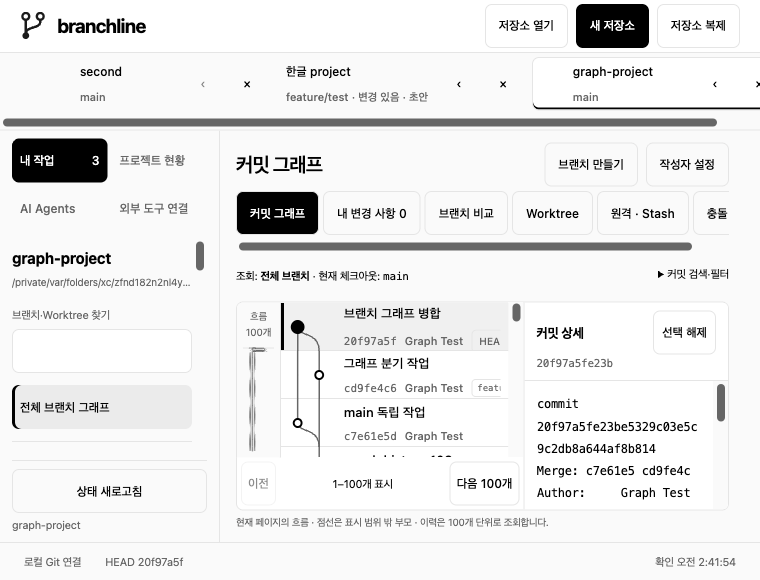 branchline
저장소 열기
새 저장소
저장소 복제
second
main
한글 project
feature/test · 변경 있음 · 초안
graph-project
main
내 작업 3
프로젝트 현황
AI Agents
외부 도구 연결
graph-project
/private/var/folders/xc/zfnd182n2nl4y...
브랜치·Worktree 찾기
전체 브랜치 그래프
상태 새로고침
graph-project
커밋 그래프
브랜치 만들기
작성자 설정
커밋 그래프
내 변경 사항 0
브랜치 비교
Worktree
원격 · Stash
충돌
조회: 전체 브랜치 · 현재 체크아웃: main
▶ 커밋 검색·필터
흐름
100개
브랜치 그래프 병합
20f97a5f Graph Test HEA
그래프 분기 작업
cd9fe4c6 Graph Test featu
main 독립 작업
c7e61e5d Graph Test
이전
1–100개 표시
다음 100개
커밋 상세
선택 해제
20f97a5fe23b
commit
20f97a5fe23be5329c03e5c
9c2db8a644af8b814
Merge: c7e61e5 cd9fe4c
Author: Graph Test
현재 페이지의 흐름 · 점선은 표시 범위 밖 부모 · 이력은 100개 단위로 조회합니다.
로컬 Git 연결
HEAD 20f97a5f
확인 오전 2:41:54